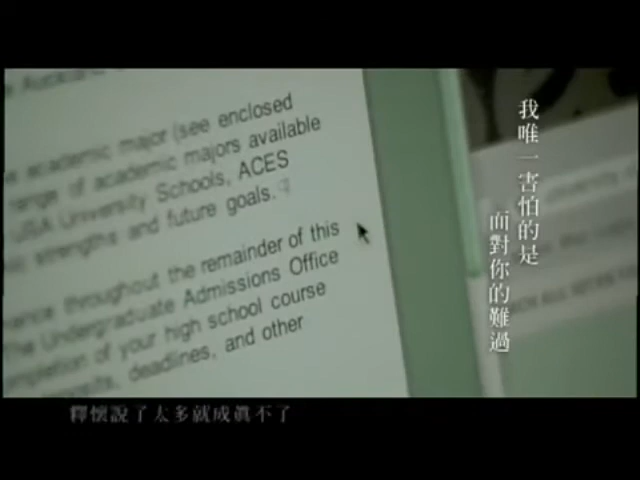 Auckland
academic major (see enclosed
range of academic majors available
USA University Schools, ACES
strengths and future goals.
throughout the remainder of this
The Undergraduate Admissions Office
completion of your high school course
deadlines, and other
我唯一害怕的是
面對你的難過
釋懷說了太多就成真不了